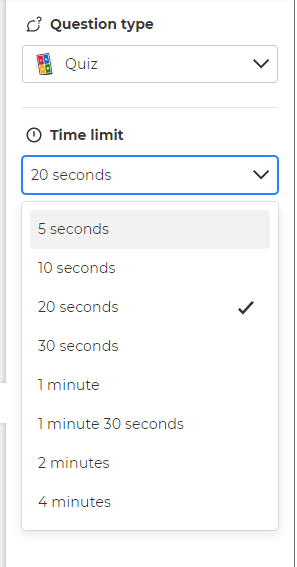 Question type
Quiz
Time limit
20 seconds
5 seconds
10 seconds
20 seconds
30 seconds
1 minute
1 minute 30 seconds
2 minutes
4 minutes